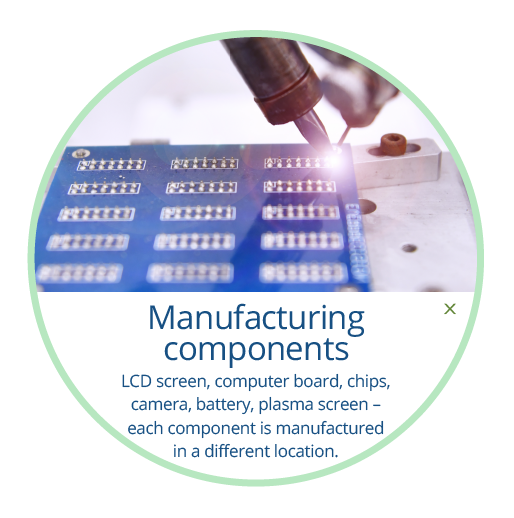 Manufacturing
components
LCD screen, computer board, chips,
camera, battery, plasma screen –
each component is manufactured
in a different location.